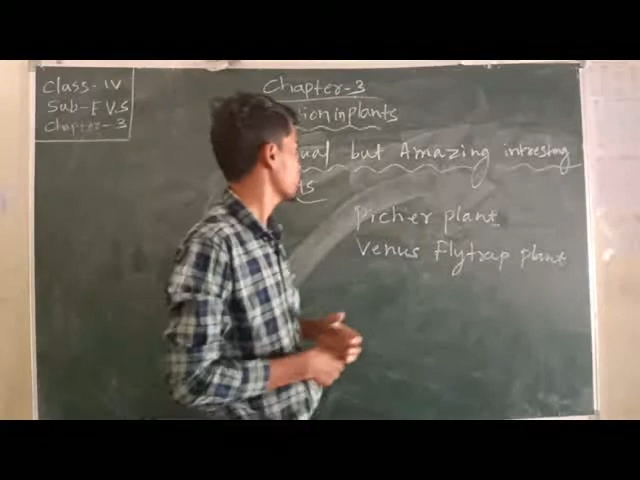 Class-IV
Sub-E V.S
Chapter-3
Chapter-3
ion in plants
ual but Amazing intresting
ts
Picher plant
Venus Flytrap plant